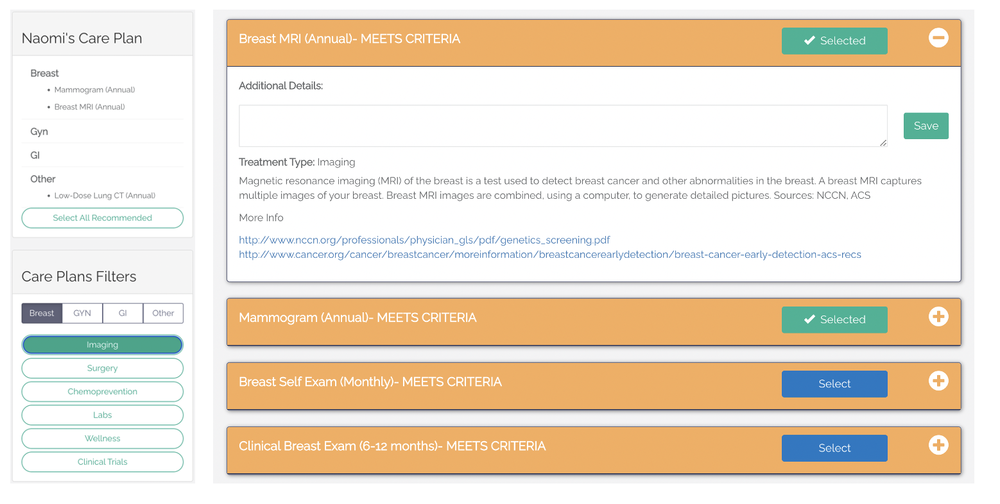 Naomi's Care Plan
Breast
• Mammogram (Annual)
• Breast MRI (Annual)
Gyn
GI
Other
• Low-Dose Lung CT (Annual)
Select All Recommended
Care Plans Filters
Breast GYN GI Other
Imaging
Surgery
Chemoprevention
Labs
Wellness
Clinical Trials
Breast MRI (Annual)- MEETS CRITERIA
Selected
Additional Details:
Save
Treatment Type: Imaging
Magnetic resonance imaging (MRI) of the breast is a test used to detect breast cancer and other abnormalities in the breast. A breast MRI captures
multiple images of your breast. Breast MRI images are combined, using a computer, to generate detailed pictures. Sources: NCCN, ACS
More Info
http://www.nccn.org/professionals/physician_gls/pdf/genetics_screening.pdf
http://www.cancer.org/cancer/breastcancer/moreinformation/breastcancerearlydetection/breast-cancer-early-detection-acs-recs
Mammogram (Annual)- MEETS CRITERIA
Selected
Breast Self Exam (Monthly)- MEETS CRITERIA
Select
Clinical Breast Exam (6-12 months)- MEETS CRITERIA
Select